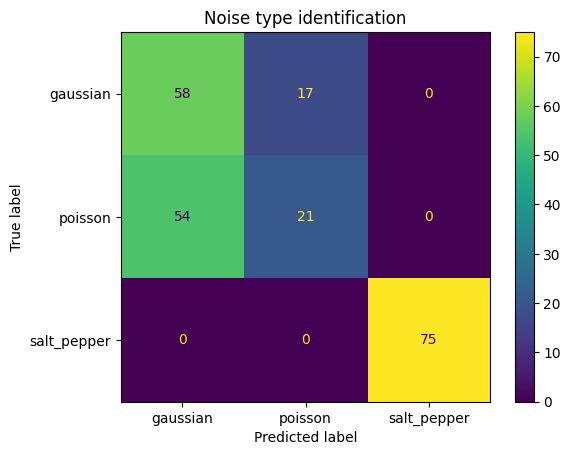 Noise type identification
True label
gaussian
poisson
salt_pepper
58 17 0
54 21 0
0 0 75
gaussian poisson salt_pepper
Predicted label
70
60
50
40
30
20
10
0